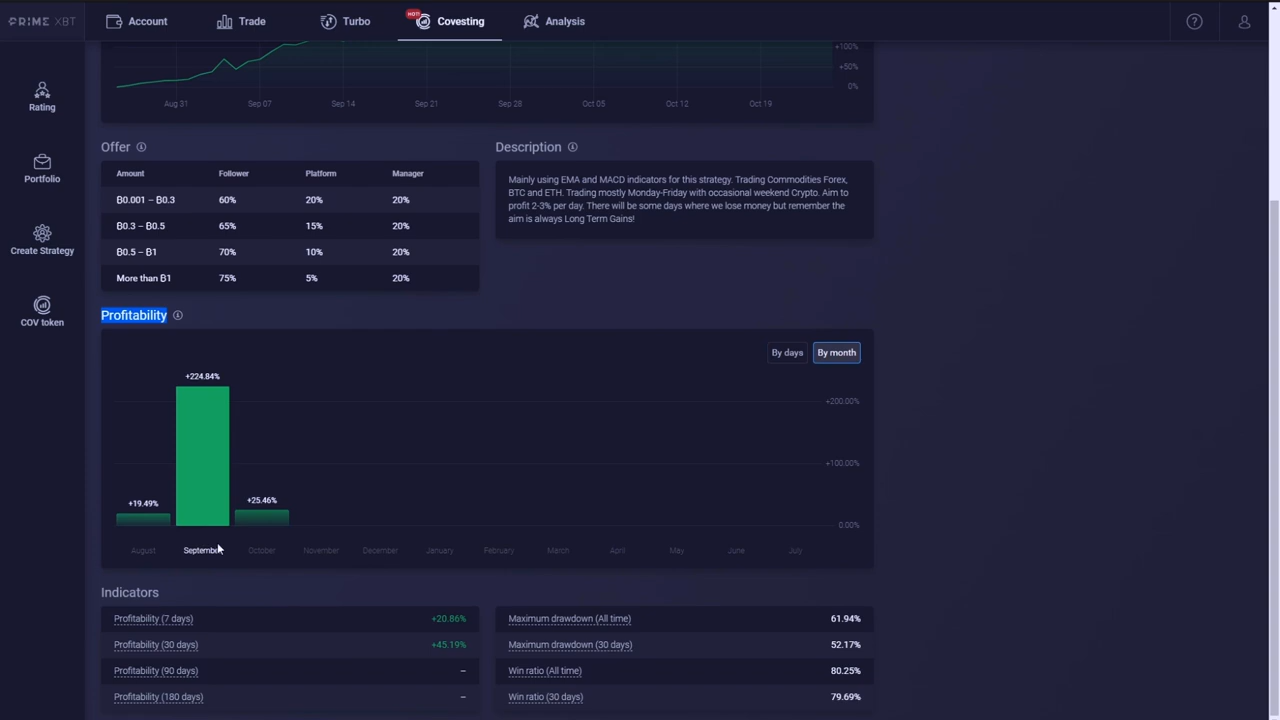 PRIME XBT
Account
Trade
Turbo
HOT!
Covesting
Analysis
?
Rating
Portfolio
Create Strategy
COV token
+100%
+50%
0%
Aug 31 Sep 07 Sep 14 Sep 21 Sep 28 Oct 05 Oct 12 Oct 19
Offer
Amount Follower Platform Manager
Ƀ0.001 – Ƀ0.3 60% 20% 20%
Ƀ0.3 – Ƀ0.5 65% 15% 20%
Ƀ0.5 – Ƀ1 70% 10% 20%
More than Ƀ1 75% 5% 20%
Description
Mainly using EMA and MACD indicators for this strategy. Trading Commodities Forex,
BTC and ETH. Trading mostly Monday-Friday with occasional weekend Crypto. Aim to
profit 2-3% per day. There will be some days where we lose money but remember the
aim is always Long Term Gains!
Profitability
By days By month
+224.84%
+200.00%
+100.00%
+19.49%
+25.46%
0.00%
August September October November December January February March April May June July
Indicators
Profitability (7 days) +20.86%
Profitability (30 days) +45.19%
Profitability (90 days) –
Profitability (180 days) –
Maximum drawdown (All time) 61.94%
Maximum drawdown (30 days) 52.17%
Win ratio (All time) 80.25%
Win ratio (30 days) 79.69%